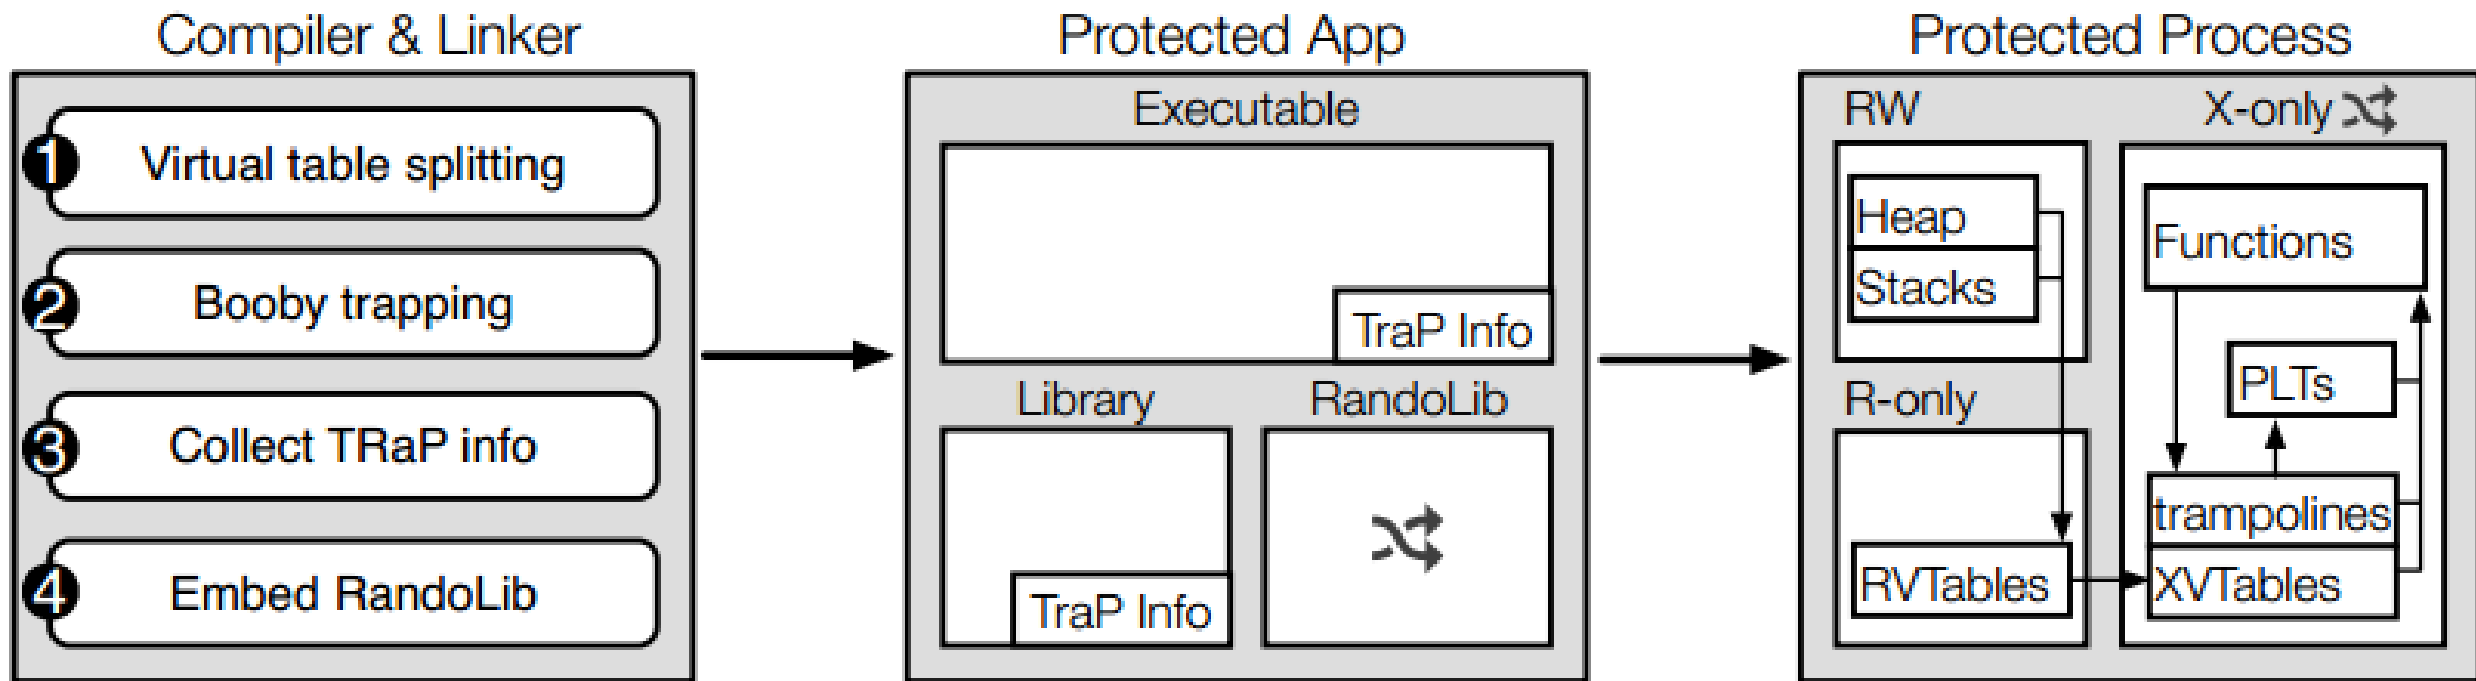 Compiler & Linker
1 Virtual table splitting
2 Booby trapping
3 Collect TRaP info
4 Embed RandoLib
Protected App
Executable
TraP Info
Library
TraP Info
RandoLib
Protected Process
RW
Heap
Stacks
R-only
RVTables
X-only
Functions
PLTs
trampolines
XVTables